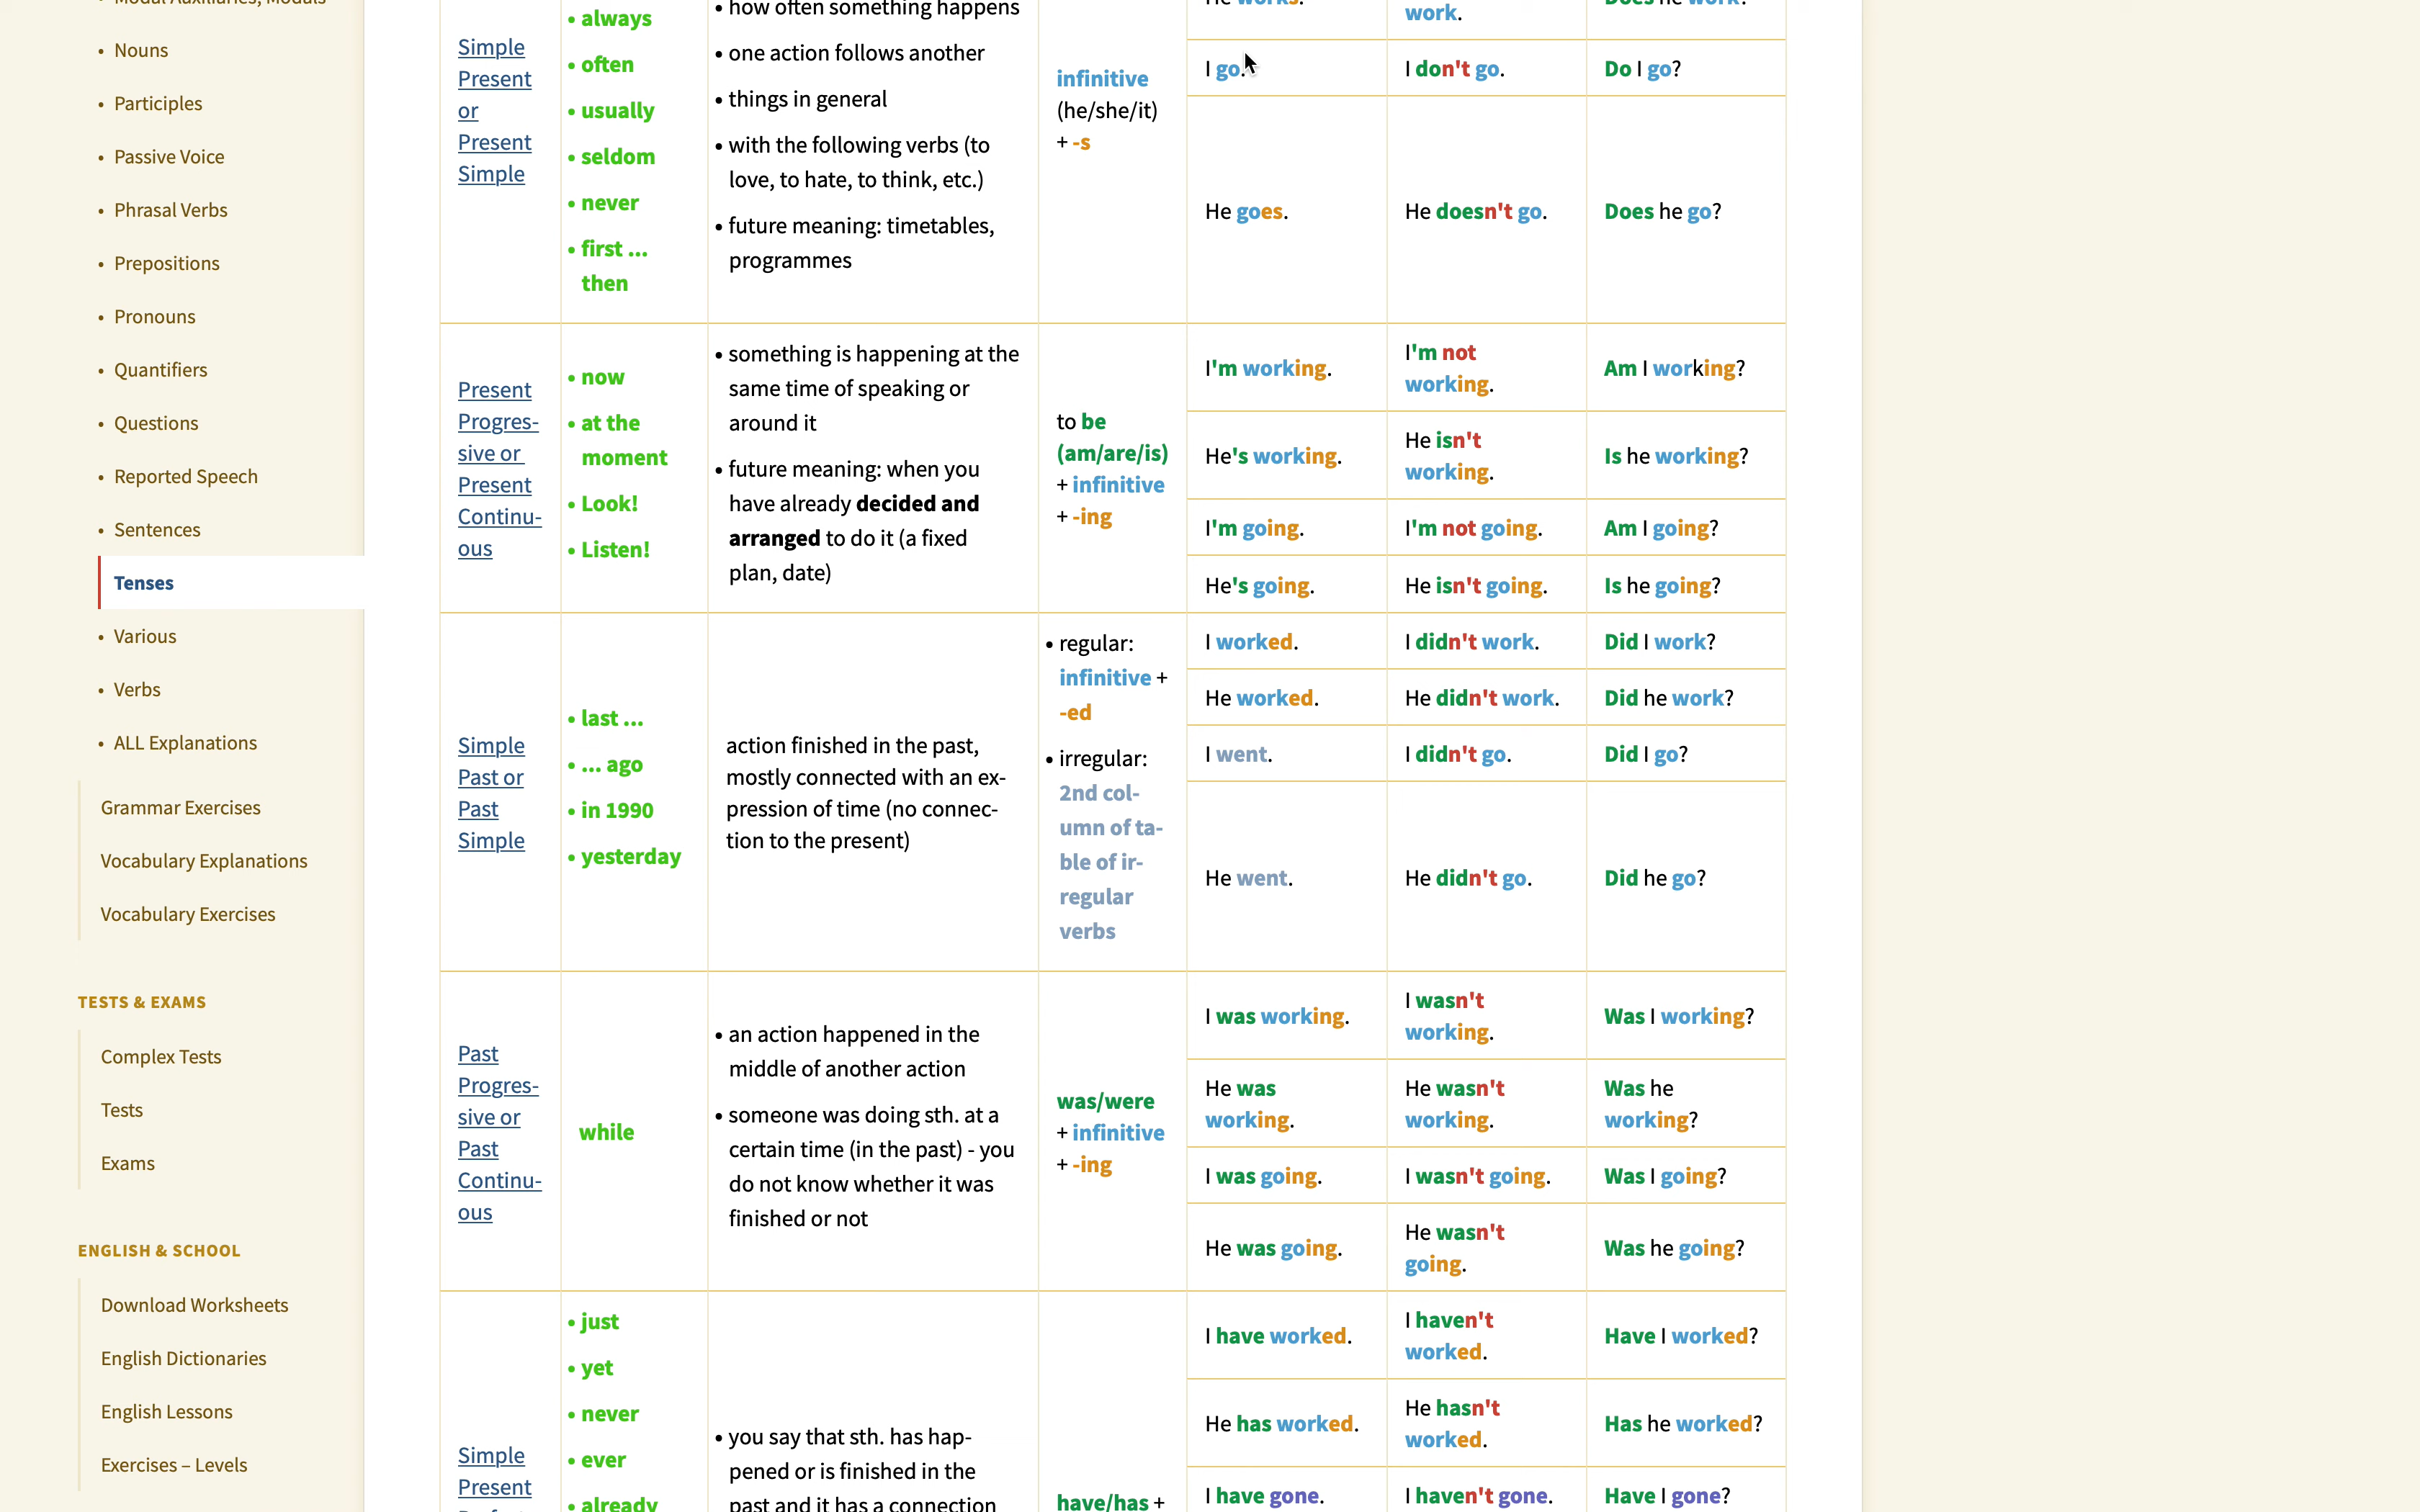 • Nouns
• Participles
• Passive Voice
• Phrasal Verbs
• Prepositions
• Pronouns
• Quantifiers
• Questions
• Reported Speech
• Sentences
Tenses
• Various
• Verbs
• ALL Explanations
Grammar Exercises
Vocabulary Explanations
Vocabulary Exercises
TESTS & EXAMS
Complex Tests
Tests
Exams
ENGLISH & SCHOOL
Download Worksheets
English Dictionaries
English Lessons
Exercises – Levels
Simple
Present
or
Present
Simple
• always
• often
• usually
• seldom
• never
• first ...
then
• how often something happens
• one action follows another
• things in general
• with the following verbs (to
love, to hate, to think, etc.)
• future meaning: timetables,
programmes
infinitive
(he/she/it)
+ -s
He works.
work.
Does he work?
I go.
I don't go.
Do I go?
He goes.
He doesn't go.
Does he go?
Present
Progres-
sive or
Present
Continu-
ous
• now
• at the
moment
• Look!
• Listen!
• something is happening at the
same time of speaking or
around it
• future meaning: when you
have already decided and
arranged to do it (a fixed
plan, date)
to be
(am/are/is)
+ infinitive
+ -ing
I'm working.
I'm not
working.
Am I working?
He's working.
He isn't
working.
Is he working?
I'm going.
I'm not going.
Am I going?
He's going.
He isn't going.
Is he going?
Simple
Past or
Past
Simple
• last ...
• ... ago
• in 1990
• yesterday
action finished in the past,
mostly connected with an ex-
pression of time (no connec-
tion to the present)
• regular:
infinitive +
-ed
• irregular:
2nd col-
umn of ta-
ble of ir-
regular
verbs
I worked.
I didn't work.
Did I work?
He worked.
He didn't work.
Did he work?
I went.
I didn't go.
Did I go?
He went.
He didn't go.
Did he go?
Past
Progres-
sive or
Past
Continu-
ous
while
• an action happened in the
middle of another action
• someone was doing sth. at a
certain time (in the past) - you
do not know whether it was
finished or not
was/were
+ infinitive
+ -ing
I was working.
I wasn't
working.
Was I working?
He was
working.
He wasn't
working.
Was he
working?
I was going.
I wasn't going.
Was I going?
He was going.
He wasn't
going.
Was he going?
Simple
Present
• just
• yet
• never
• ever
• already
• you say that sth. has hap-
pened or is finished in the
past and it has a connection
have/has +
I have worked.
I haven't
worked.
Have I worked?
He has worked.
He hasn't
worked.
Has he worked?
I have gone.
I haven't gone.
Have I gone?